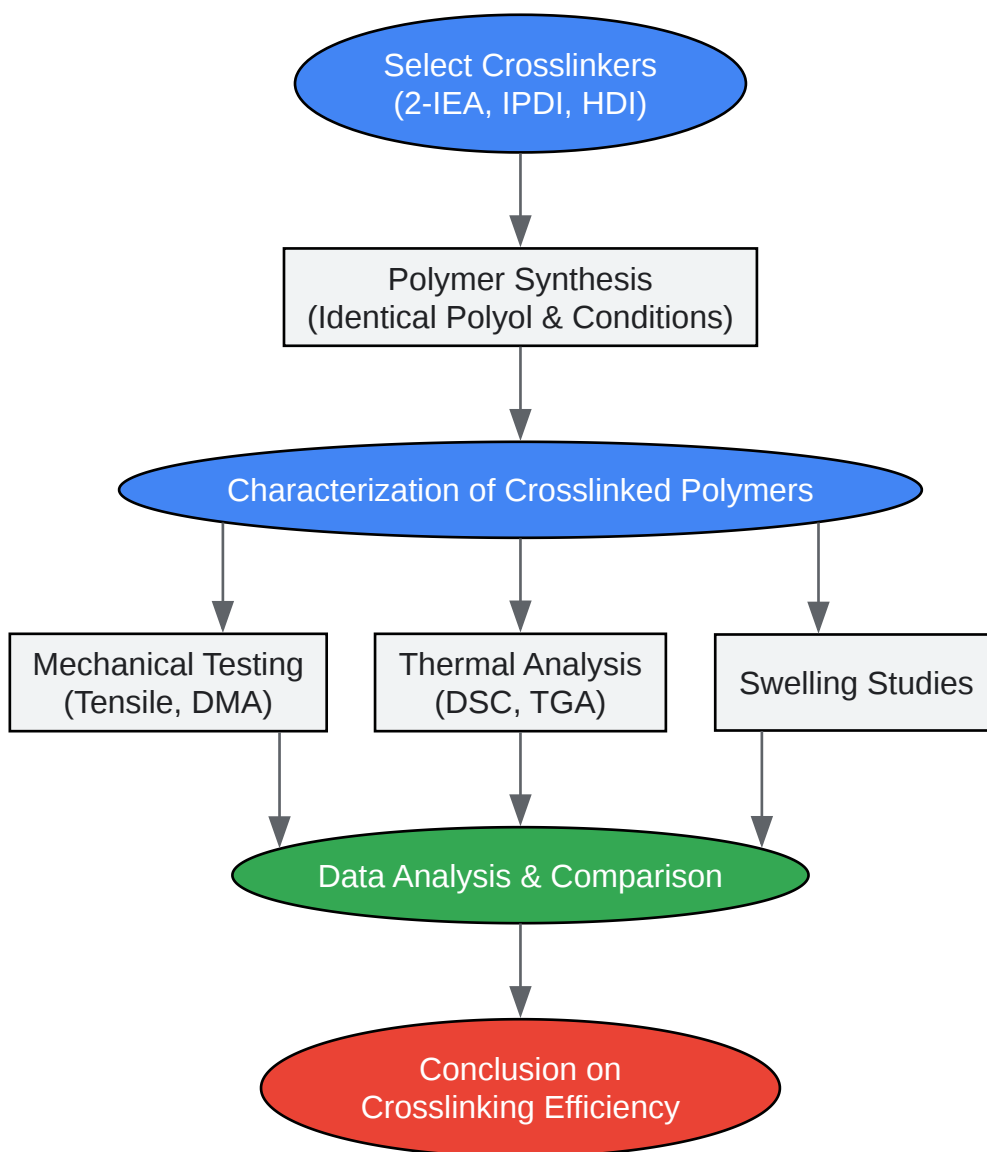 Select Crosslinkers
(2-IEA, IPDI, HDI)
Polymer Synthesis
(Identical Polyol & Conditions)
Characterization of Crosslinked Polymers
Mechanical Testing
(Tensile, DMA)
Thermal Analysis
(DSC, TGA)
Swelling Studies
Data Analysis & Comparison
Conclusion on
Crosslinking Efficiency